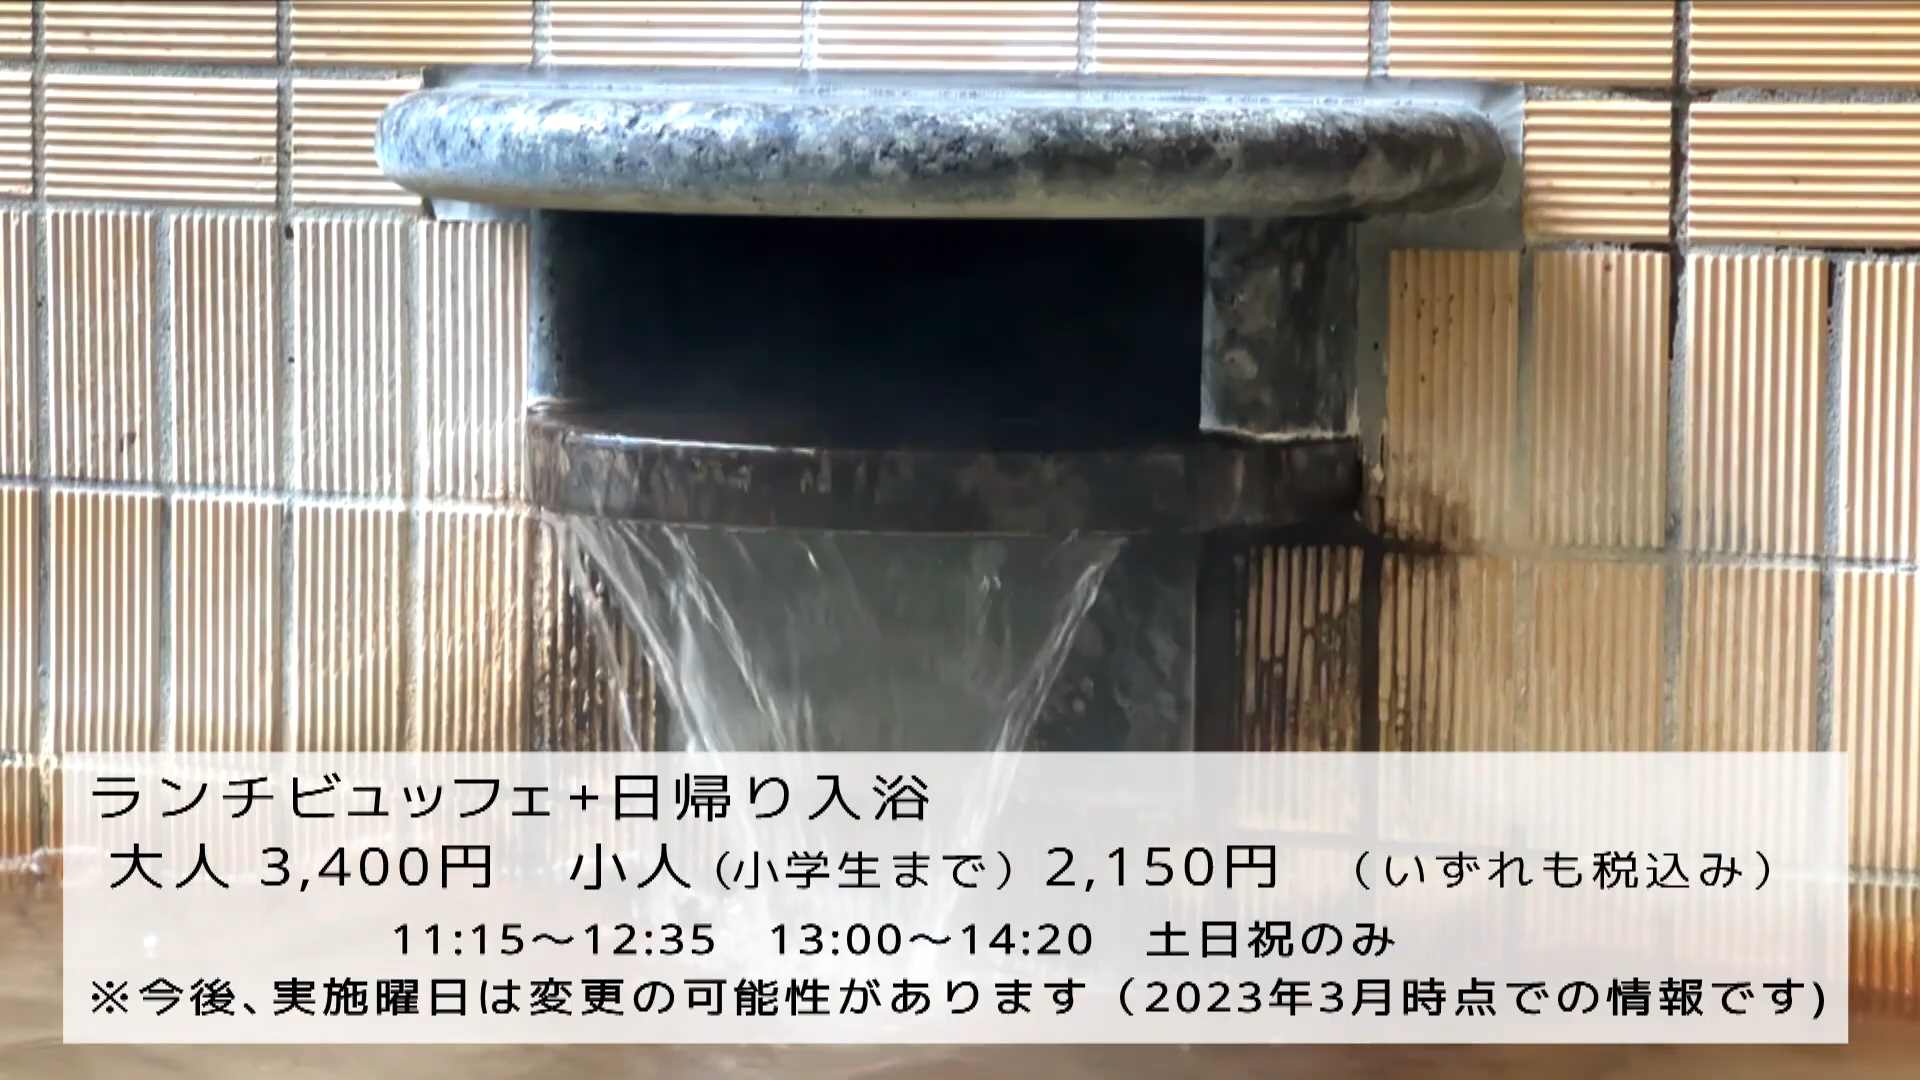 ランチビュッフェ+日帰り入浴
大人 3,400円　小人（小学生まで）2,150円　（いずれも税込み）
11:15～12:35　13:00～14:20　土日祝のみ
※今後、実施曜日は変更の可能性があります（2023年3月時点での情報です)